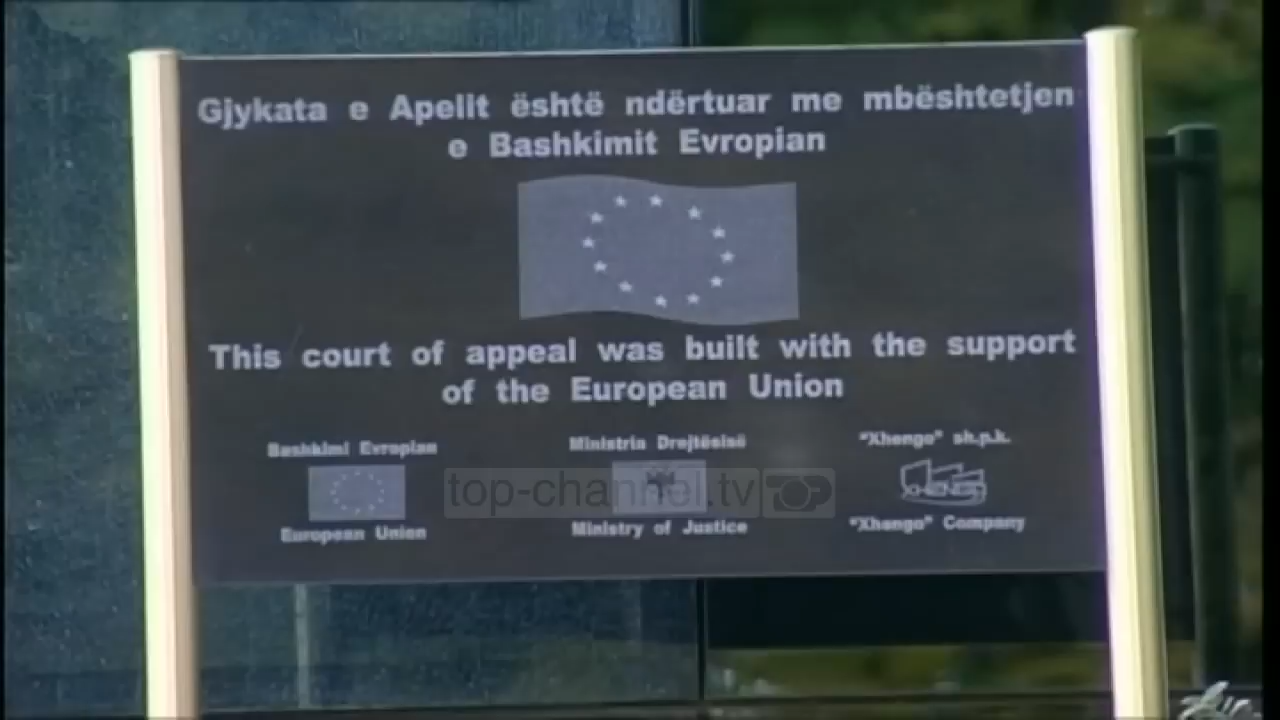 Gjykata e Apelit është ndërtuar me mbështetjen
e Bashkimit Evropian
This court of appeal was built with the support
of the European Union
Bashkimi Evropian
European Union
Ministria Drejtësisë
Ministry of Justice
"Xhengo" sh.p.k.
XHENGO
"Xhengo" Company
top-channel.tv